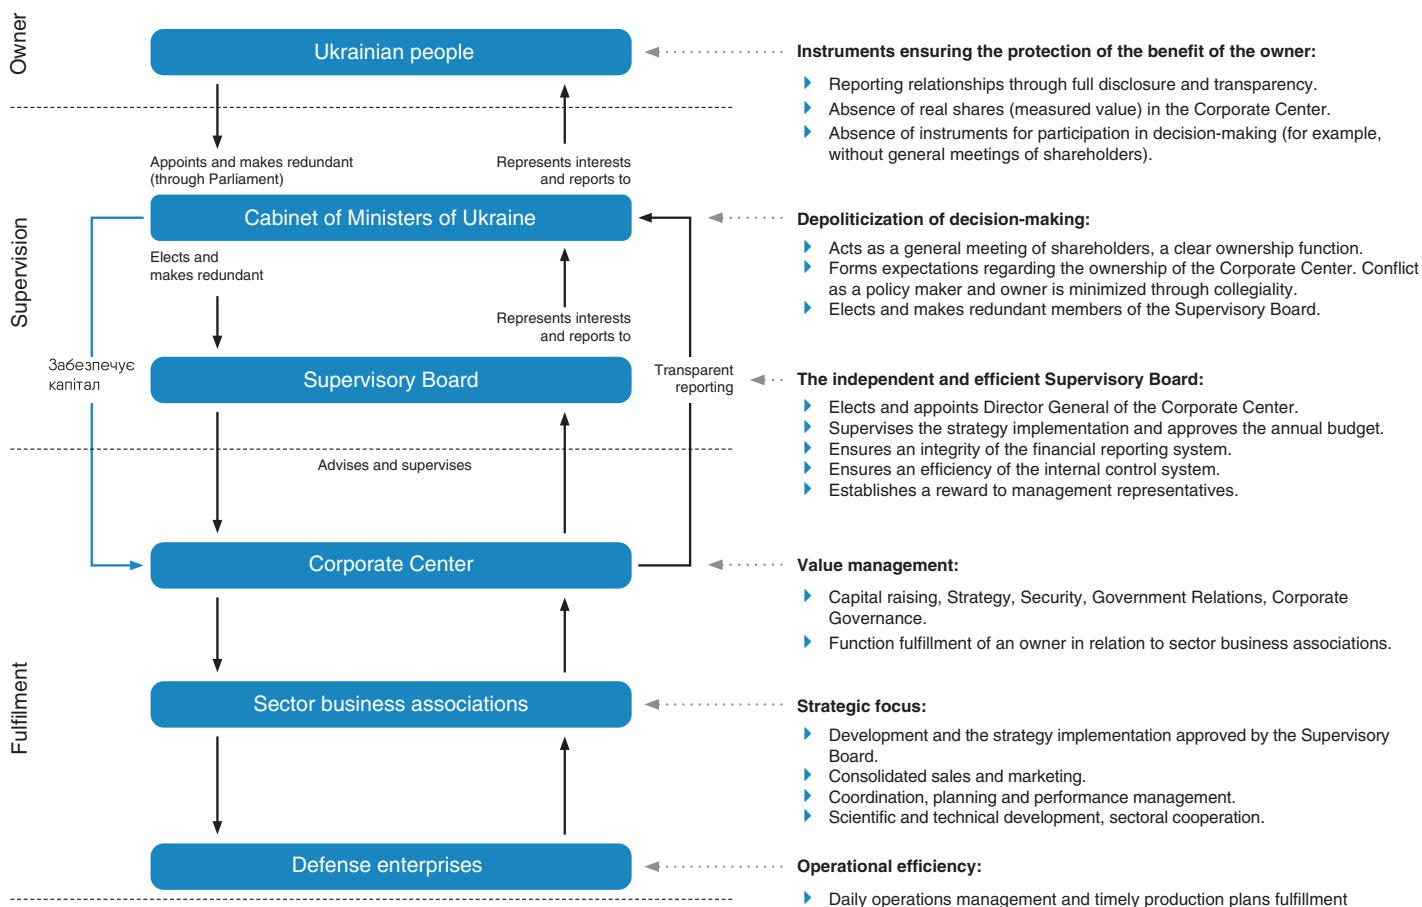 Owner
Ukrainian people
Instruments ensuring the protection of the benefit of the owner:
Reporting relationships through full disclosure and transparency.
Absence of real shares (measured value) in the Corporate Center.
Absence of instruments for participation in decision-making (for example,
without general meetings of shareholders).
Appoints and makes redundant
(through Parliament)
Represents interests
and reports to
Supervision
Cabinet of Ministers of Ukraine
Depoliticization of decision-making:
Acts as a general meeting of shareholders, a clear ownership function.
Forms expectations regarding the ownership of the Corporate Center. Conflict
as a policy maker and owner is minimized through collegiality.
Elects and makes redundant members of the Supervisory Board.
Elects and
makes redundant
Represents interests
and reports to
Забезпечує
капітал
Transparent
reporting
Supervisory Board
The independent and efficient Supervisory Board:
Elects and appoints Director General of the Corporate Center.
Supervises the strategy implementation and approves the annual budget.
Ensures an integrity of the financial reporting system.
Ensures an efficiency of the internal control system.
Establishes a reward to management representatives.
Advises and supervises
Fulfilment
Corporate Center
Value management:
Capital raising, Strategy, Security, Government Relations, Corporate
Governance.
Function fulfillment of an owner in relation to sector business associations.
Sector business associations
Strategic focus:
Development and the strategy implementation approved by the Supervisory
Board.
Consolidated sales and marketing.
Coordination, planning and performance management.
Scientific and technical development, sectoral cooperation.
Defense enterprises
Operational efficiency:
Daily operations management and timely production plans fulfillment